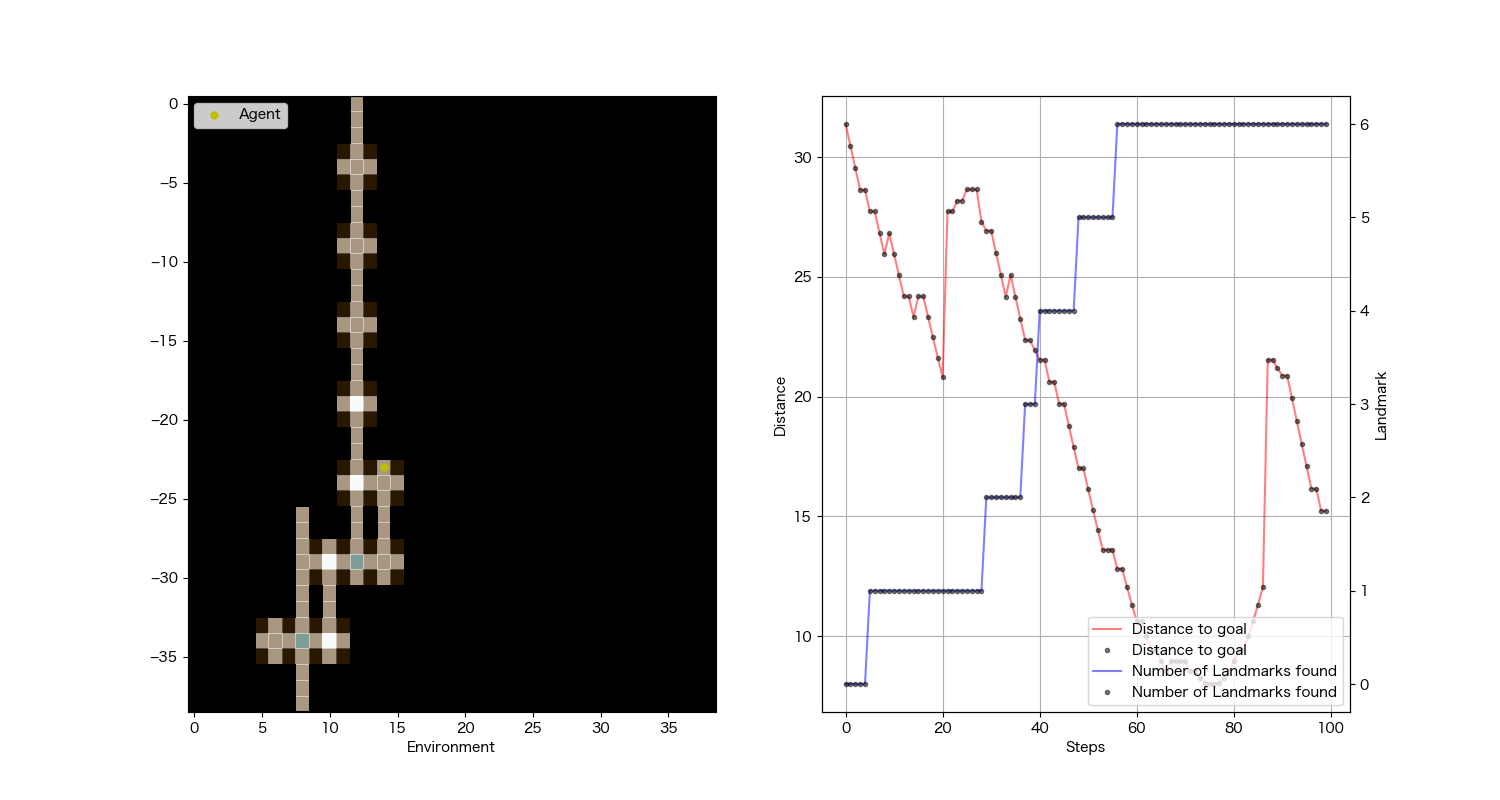 Agent
0
−5
−10
−15
−20
−25
−30
−35
0 5 10 15 20 25 30 35
Environment
30
25
20
15
10
Distance
6
5
4
3
2
1
0
Landmark
Distance to goal
Distance to goal
Number of Landmarks found
Number of Landmarks found
0 20 40 60 80 100
Steps